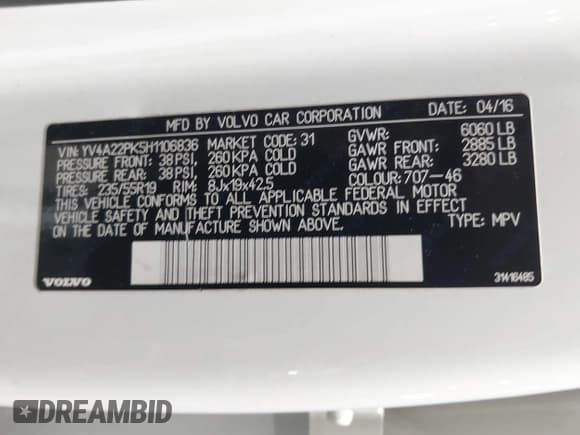 MFD BY VOLVO CAR CORPORATION DATE: 04/16
VIN: YV4A22PK5H1106836 MARKET CODE: 31 GVWR: 6060 LB
PRESSURE FRONT: 38 PSI, 260 KPA COLD GAWR FRONT: 2885 LB
PRESSURE REAR: 38 PSI, 260 KPA COLD GAWR REAR: 3280 LB
TIRES: 235/55R19 RIM: 8Jx19x42.5 COLOUR: 707-46
THIS VEHICLE CONFORMS TO ALL APPLICABLE FEDERAL MOTOR
VEHICLE SAFETY AND THEFT PREVENTION STANDARDS IN EFFECT
ON THE DATE OF MANUFACTURE SHOWN ABOVE. TYPE: MPV
VOLVO 31416485
DREAMBID